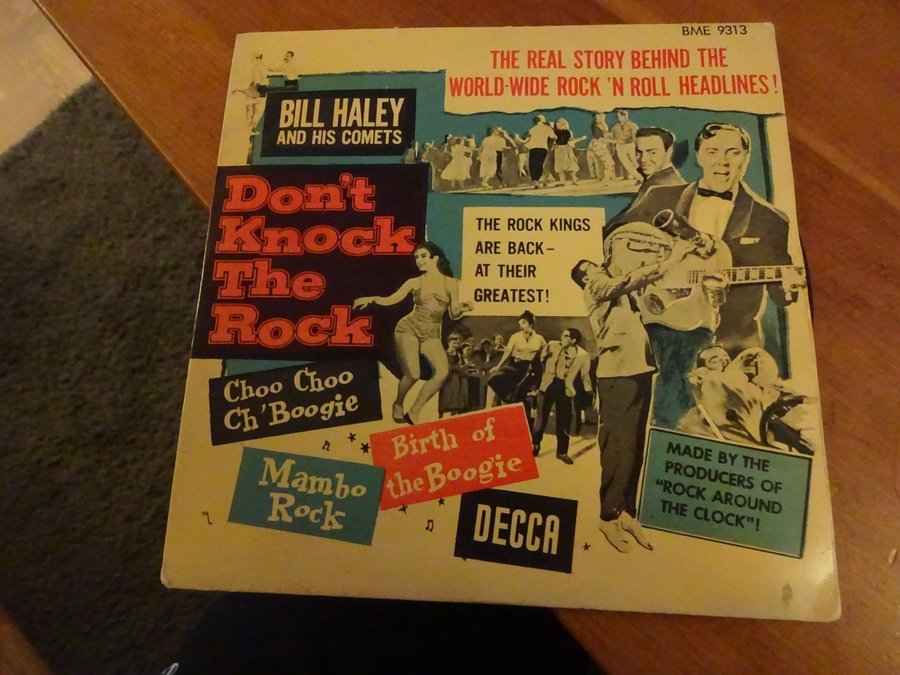 BME 9313
THE REAL STORY BEHIND THE
WORLD-WIDE ROCK 'N ROLL HEADLINES!
BILL HALEY
AND HIS COMETS
Don't
Knock
The
Rock
THE ROCK KINGS
ARE BACK–
AT THEIR
GREATEST!
Choo Choo
Ch'Boogie
Birth of
the Boogie
Mambo
Rock
DECCA
MADE BY THE
PRODUCERS OF
"ROCK AROUND
THE CLOCK"!